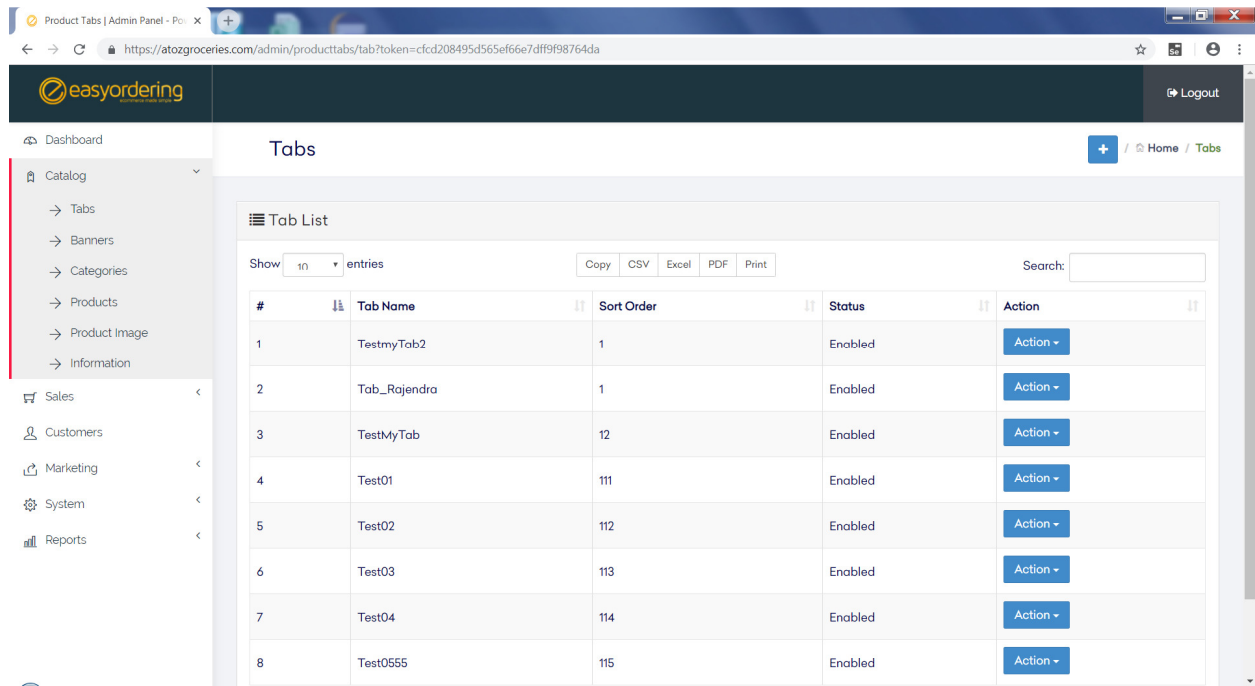 Product Tabs | Admin Panel - Po
https://atozgroceries.com/admin/producttabs/tab?token=cfcd208495d565ef66e7dff9f98764da
Se
easyordering
ecommerce made simple
Logout
Dashboard
Tabs
+ / Home / Tabs
Catalog
Tabs
Banners
Categories
Products
Product Image
Information
Sales
Customers
Marketing
System
Reports
Tab List
Show 10 entries
Copy CSV Excel PDF Print
Search:
# Tab Name Sort Order Status Action
1 TestmyTab2 1 Enabled Action
2 Tab_Rajendra 1 Enabled Action
3 TestMyTab 12 Enabled Action
4 Test01 111 Enabled Action
5 Test02 112 Enabled Action
6 Test03 113 Enabled Action
7 Test04 114 Enabled Action
8 Test0555 115 Enabled Action